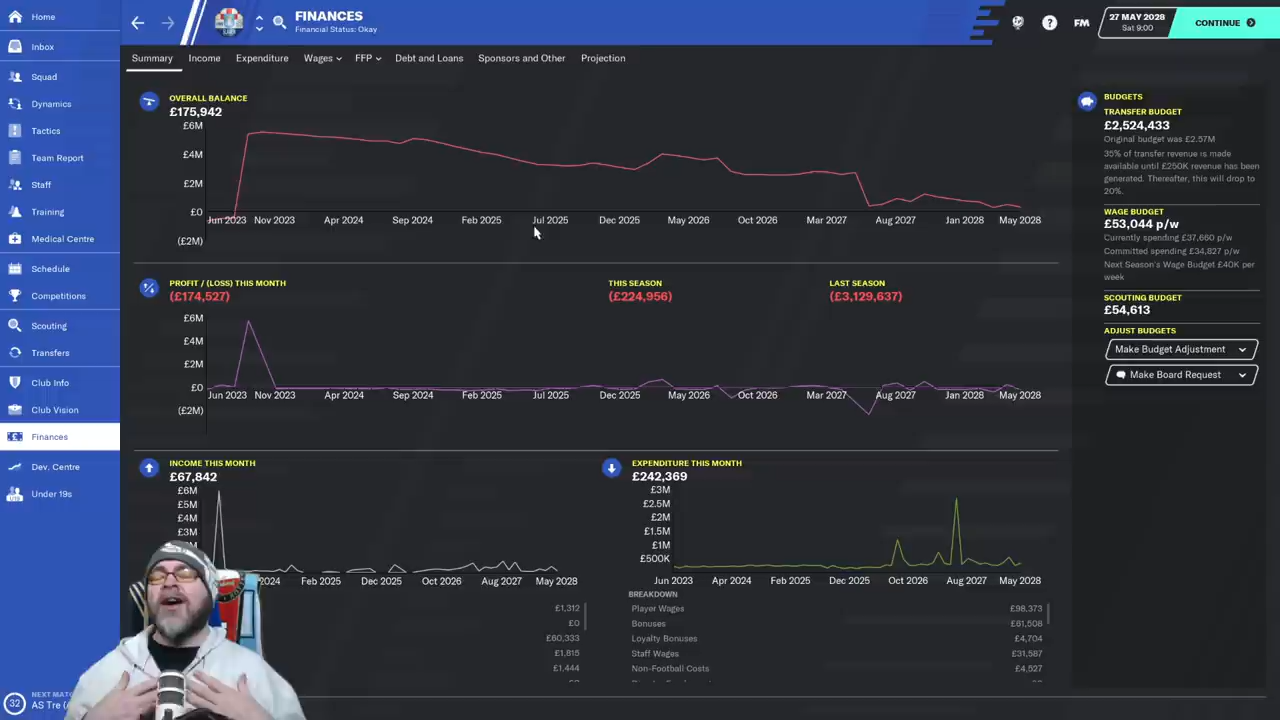 Home
Inbox
Squad
Dynamics
Tactics
Team Report
Staff
Training
Medical Centre
Schedule
Competitions
Scouting
Transfers
Club Info
Club Vision
Finances
Dev. Centre
Under 19s
32
NEXT MAT
AS Tre (
FINANCES
Financial Status: Okay
?
FM
27 MAY 2028
Sat 9:00
CONTINUE
Summary Income Expenditure Wages FFP Debt and Loans Sponsors and Other Projection
OVERALL BALANCE
£175,942
£6M
£4M
£2M
£0
(£2M)
Jun 2023 Nov 2023 Apr 2024 Sep 2024 Feb 2025 Jul 2025 Dec 2025 May 2026 Oct 2026 Mar 2027 Aug 2027 Jan 2028 May 2028
PROFIT / (LOSS) THIS MONTH
(£174,527)
THIS SEASON
(£224,956)
LAST SEASON
(£3,129,637)
£6M
£4M
£2M
£0
(£2M)
Jun 2023 Nov 2023 Apr 2024 Sep 2024 Feb 2025 Jul 2025 Dec 2025 May 2026 Oct 2026 Mar 2027 Aug 2027 Jan 2028 May 2028
INCOME THIS MONTH
£67,842
£6M
£5M
£4M
£3M
2024 Feb 2025 Dec 2025 Oct 2026 Aug 2027 May 2028
£1,312
£0
£60,333
£1,815
£1,444
EXPENDITURE THIS MONTH
£242,369
£3M
£2.5M
£2M
£1.5M
£1M
£500K
Jun 2023 Apr 2024 Feb 2025 Dec 2025 Oct 2026 Aug 2027 May 2028
BREAKDOWN
Player Wages £98,373
Bonuses £61,508
Loyalty Bonuses £4,704
Staff Wages £31,587
Non-Football Costs £4,527
BUDGETS
TRANSFER BUDGET
£2,524,433
Original budget was £2.57M
35% of transfer revenue is made
available until £250K revenue has been
generated. Thereafter, this will drop to
20%.
WAGE BUDGET
£53,044 p/w
Currently spending £37,660 p/w
Committed spending £34,827 p/w
Next Season's Wage Budget £40K per
week
SCOUTING BUDGET
£54,613
ADJUST BUDGETS
Make Budget Adjustment
Make Board Request